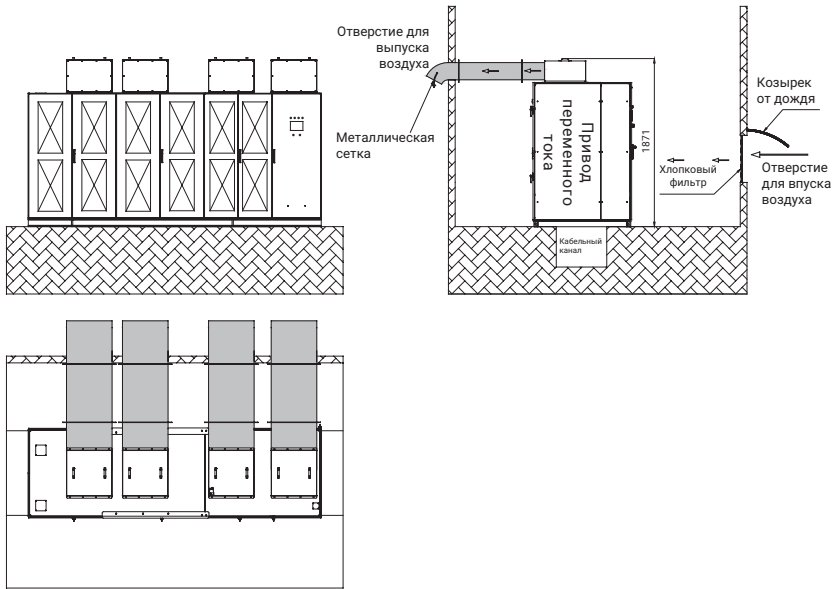 Отверстие для
выпуска
воздуха
Металлическая
сетка
Привод
переменного
тока
1871
Кабельный
канал
Хлопковый
фильтр
Козырек
от дождя
Отверстие
для впуска
воздуха